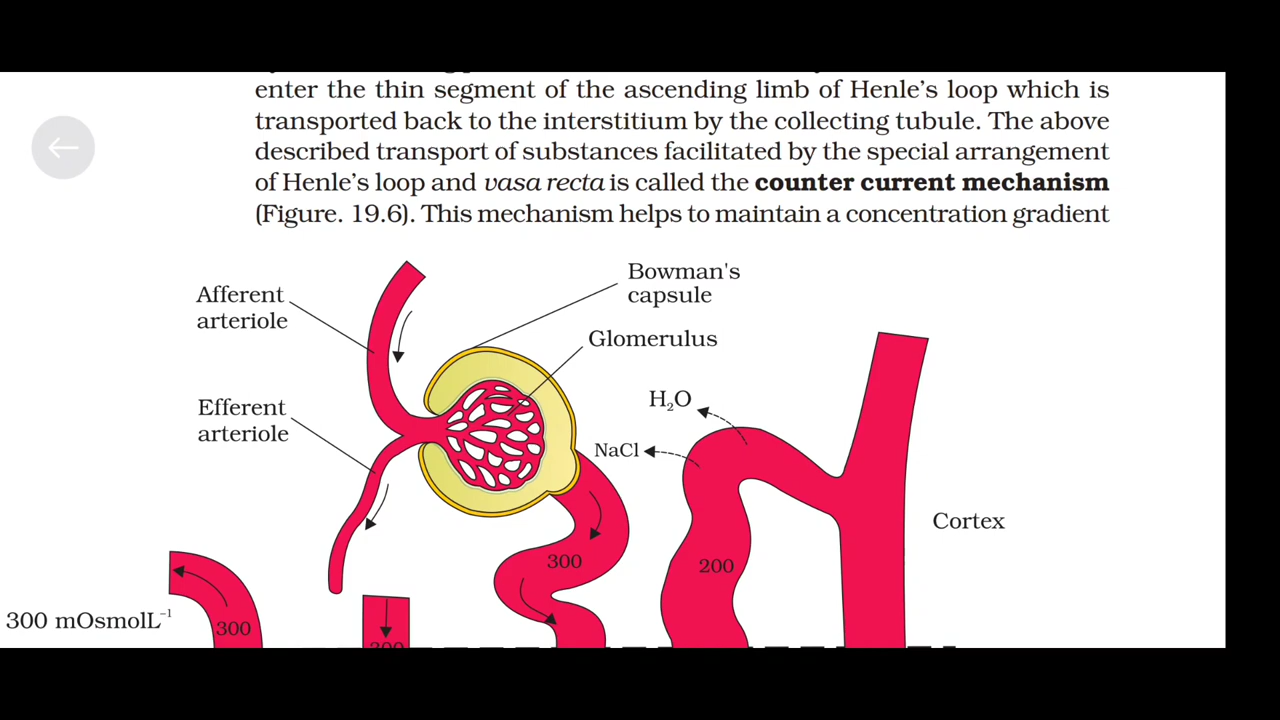 enter the thin segment of the ascending limb of Henle's loop which is
transported back to the interstitium by the collecting tubule. The above
described transport of substances facilitated by the special arrangement
of Henle's loop and vasa recta is called the counter current mechanism
(Figure. 19.6). This mechanism helps to maintain a concentration gradient
Bowman's
capsule
Afferent
arteriole
Glomerulus
Efferent
arteriole
H₂O
NaCl
Cortex
300
200
300 mOsmolL⁻¹
300
300